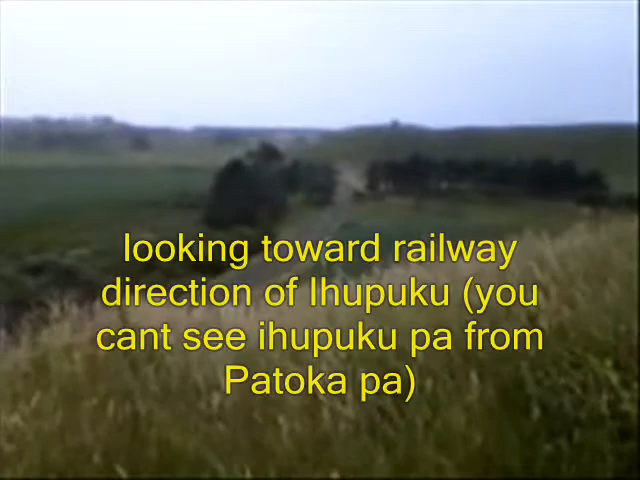 looking toward railway
direction of Ihupuku (you
cant see ihupuku pa from
Patoka pa)